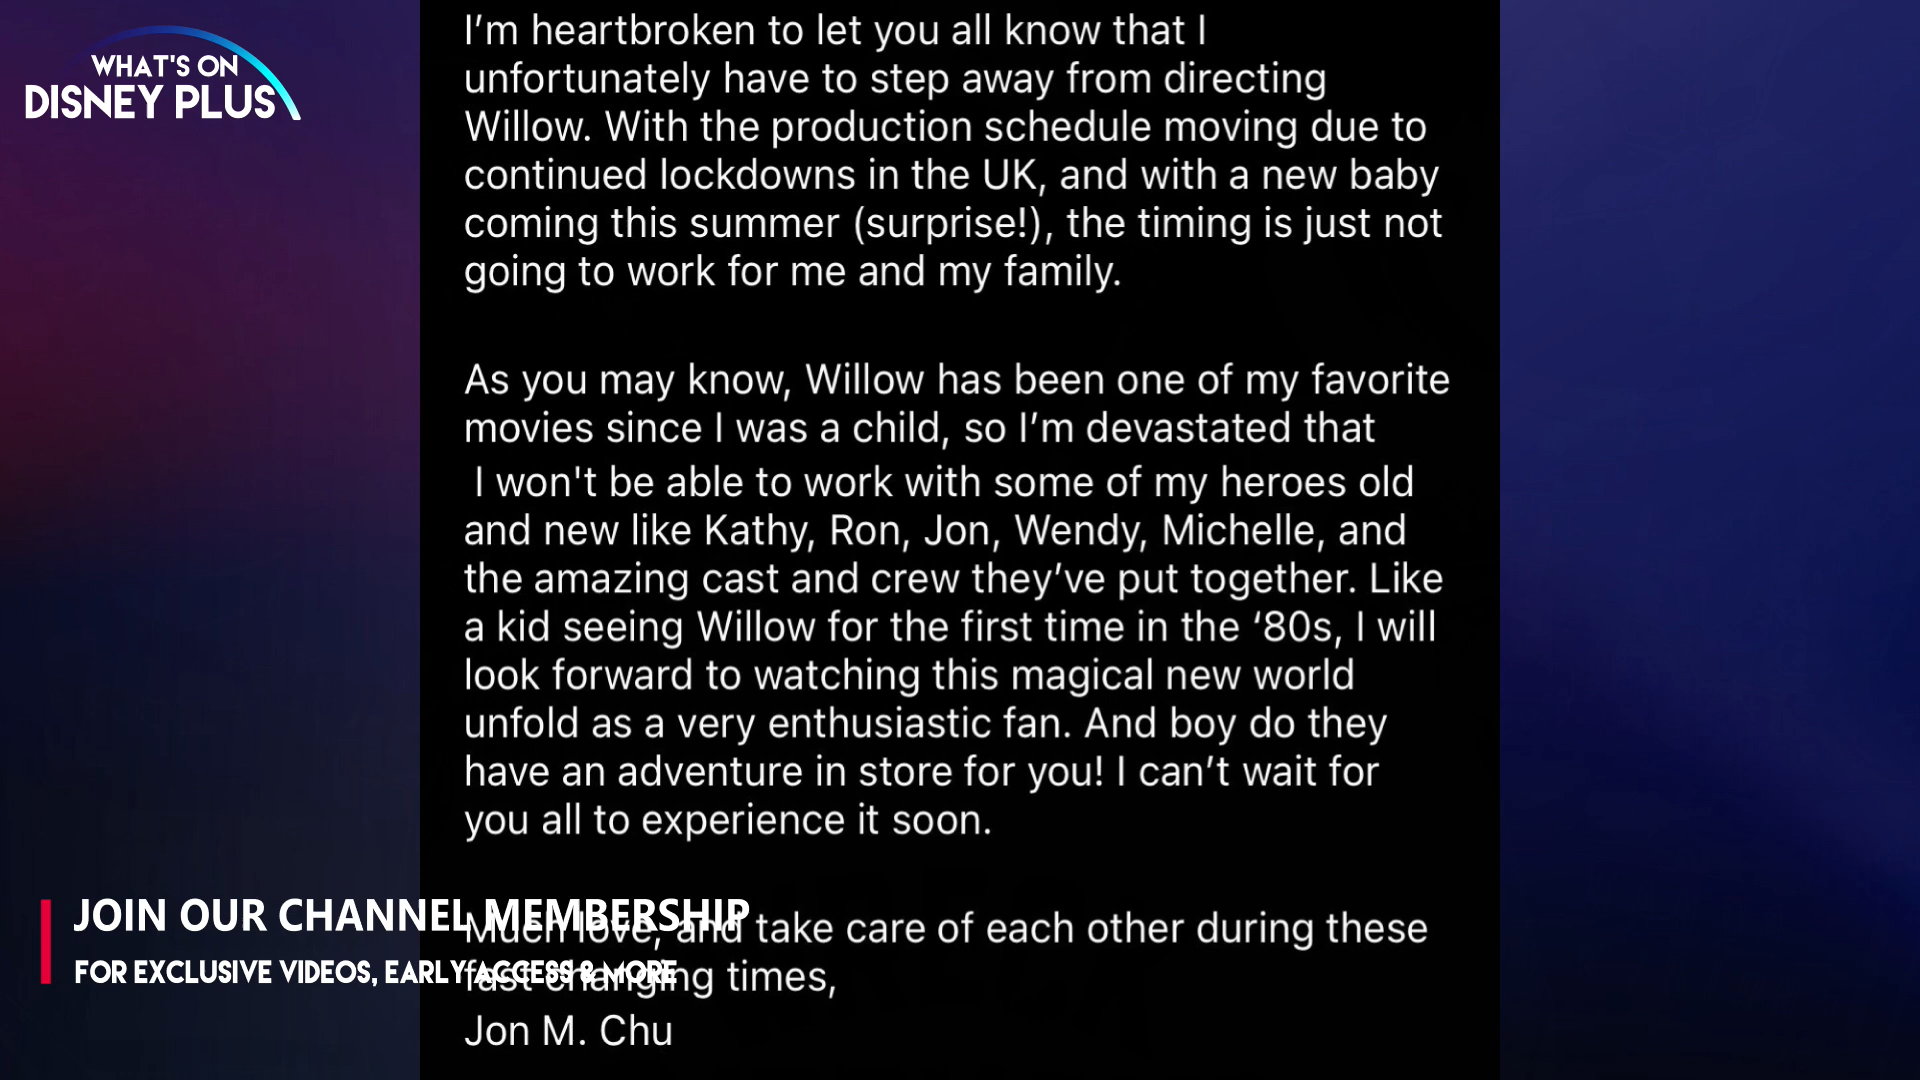 WHAT'S ON
DISNEY PLUS
I’m heartbroken to let you all know that I
unfortunately have to step away from directing
Willow. With the production schedule moving due to
continued lockdowns in the UK, and with a new baby
coming this summer (surprise!), the timing is just not
going to work for me and my family.
As you may know, Willow has been one of my favorite
movies since I was a child, so I’m devastated that
I won't be able to work with some of my heroes old
and new like Kathy, Ron, Jon, Wendy, Michelle, and
the amazing cast and crew they’ve put together. Like
a kid seeing Willow for the first time in the ‘80s, I will
look forward to watching this magical new world
unfold as a very enthusiastic fan. And boy do they
have an adventure in store for you! I can’t wait for
you all to experience it soon.
Much love, and take care of each other during these
fast changing times,
Jon M. Chu
JOIN OUR CHANNEL MEMBERSHIP
FOR EXCLUSIVE VIDEOS, EARLY ACCESS & MORE